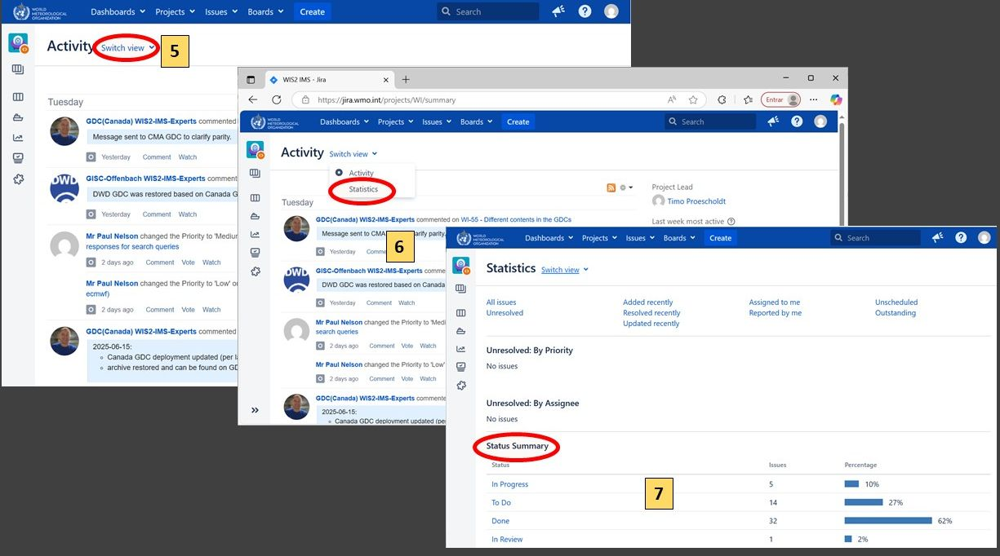 WORLD
METEOROLOGICAL
ORGANIZATION
Dashboards Projects Issues Boards Create Search
Activity Switch view
5
Tuesday
GDC(Canada) WIS2-IMS-Experts commented
Message sent to CMA GDC to clarify parity.
Yesterday Comment Watch
DWD
GISC-Offenbach WIS2-IMS-Experts comment
DWD GDC was restored based on Canada G
Yesterday Comment Watch
Mr Paul Nelson changed the Priority to 'Medium
responses for search queries
2 days ago Comment Vote Watch
Mr Paul Nelson changed the Priority to 'Low' on
ecmwf)
2 days ago Comment Vote Watch
GDC(Canada) WIS2-IMS-Experts commented
2025-06-15:
Canada GDC deployment updated (per la
archive restored and can be found on GD
WIS2 IMS - Jira
https://jira.wmo.int/projects/WI/summary
Entrar
WORLD
METEOROLOGICAL
ORGANIZATION
Dashboards Projects Issues Boards Create Search
Activity Switch view
Activity
Statistics
Project Lead
Timo Proescholdt
Last week most active
Tuesday
GDC(Canada) WIS2-IMS-Experts commented on WI-55 - Different contents in the GDCs
Message sent to CMA GDC to clarify parity.
6
Yesterday Comme
DWD
GISC-Offenbach WIS2-IMS-Experts comme
DWD GDC was restored based on Canada
Yesterday Comment Watch
Mr Paul Nelson changed the Priority to 'Medi
search queries
2 days ago Comment Vote Watch
Mr Paul Nelson changed the Priority to 'Low'
2 days ago Comment Vote Watch
GDC(Canada) WIS2-IMS-Experts commente
2025-06-15:
Canada GDC deployment updated (per
WORLD
METEOROLOGICAL
ORGANIZATION
Dashboards Projects Issues Boards Create Search
Statistics Switch view
All issues Added recently Assigned to me Unscheduled
Unresolved Resolved recently Reported by me Outstanding
Updated recently
Unresolved: By Priority
No issues
Unresolved: By Assignee
No issues
Status Summary
Status Issues Percentage
In Progress 5 10%
7
To Do 14 27%
Done 32 62%
In Review 1 2%